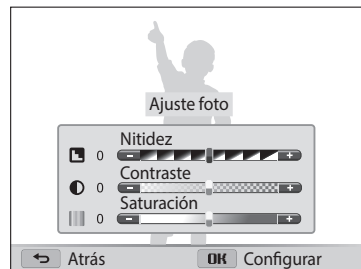 Ajuste foto
Nitidez
0 - +
Contraste
0 - +
Saturación
0 - +
Atrás OK Configurar